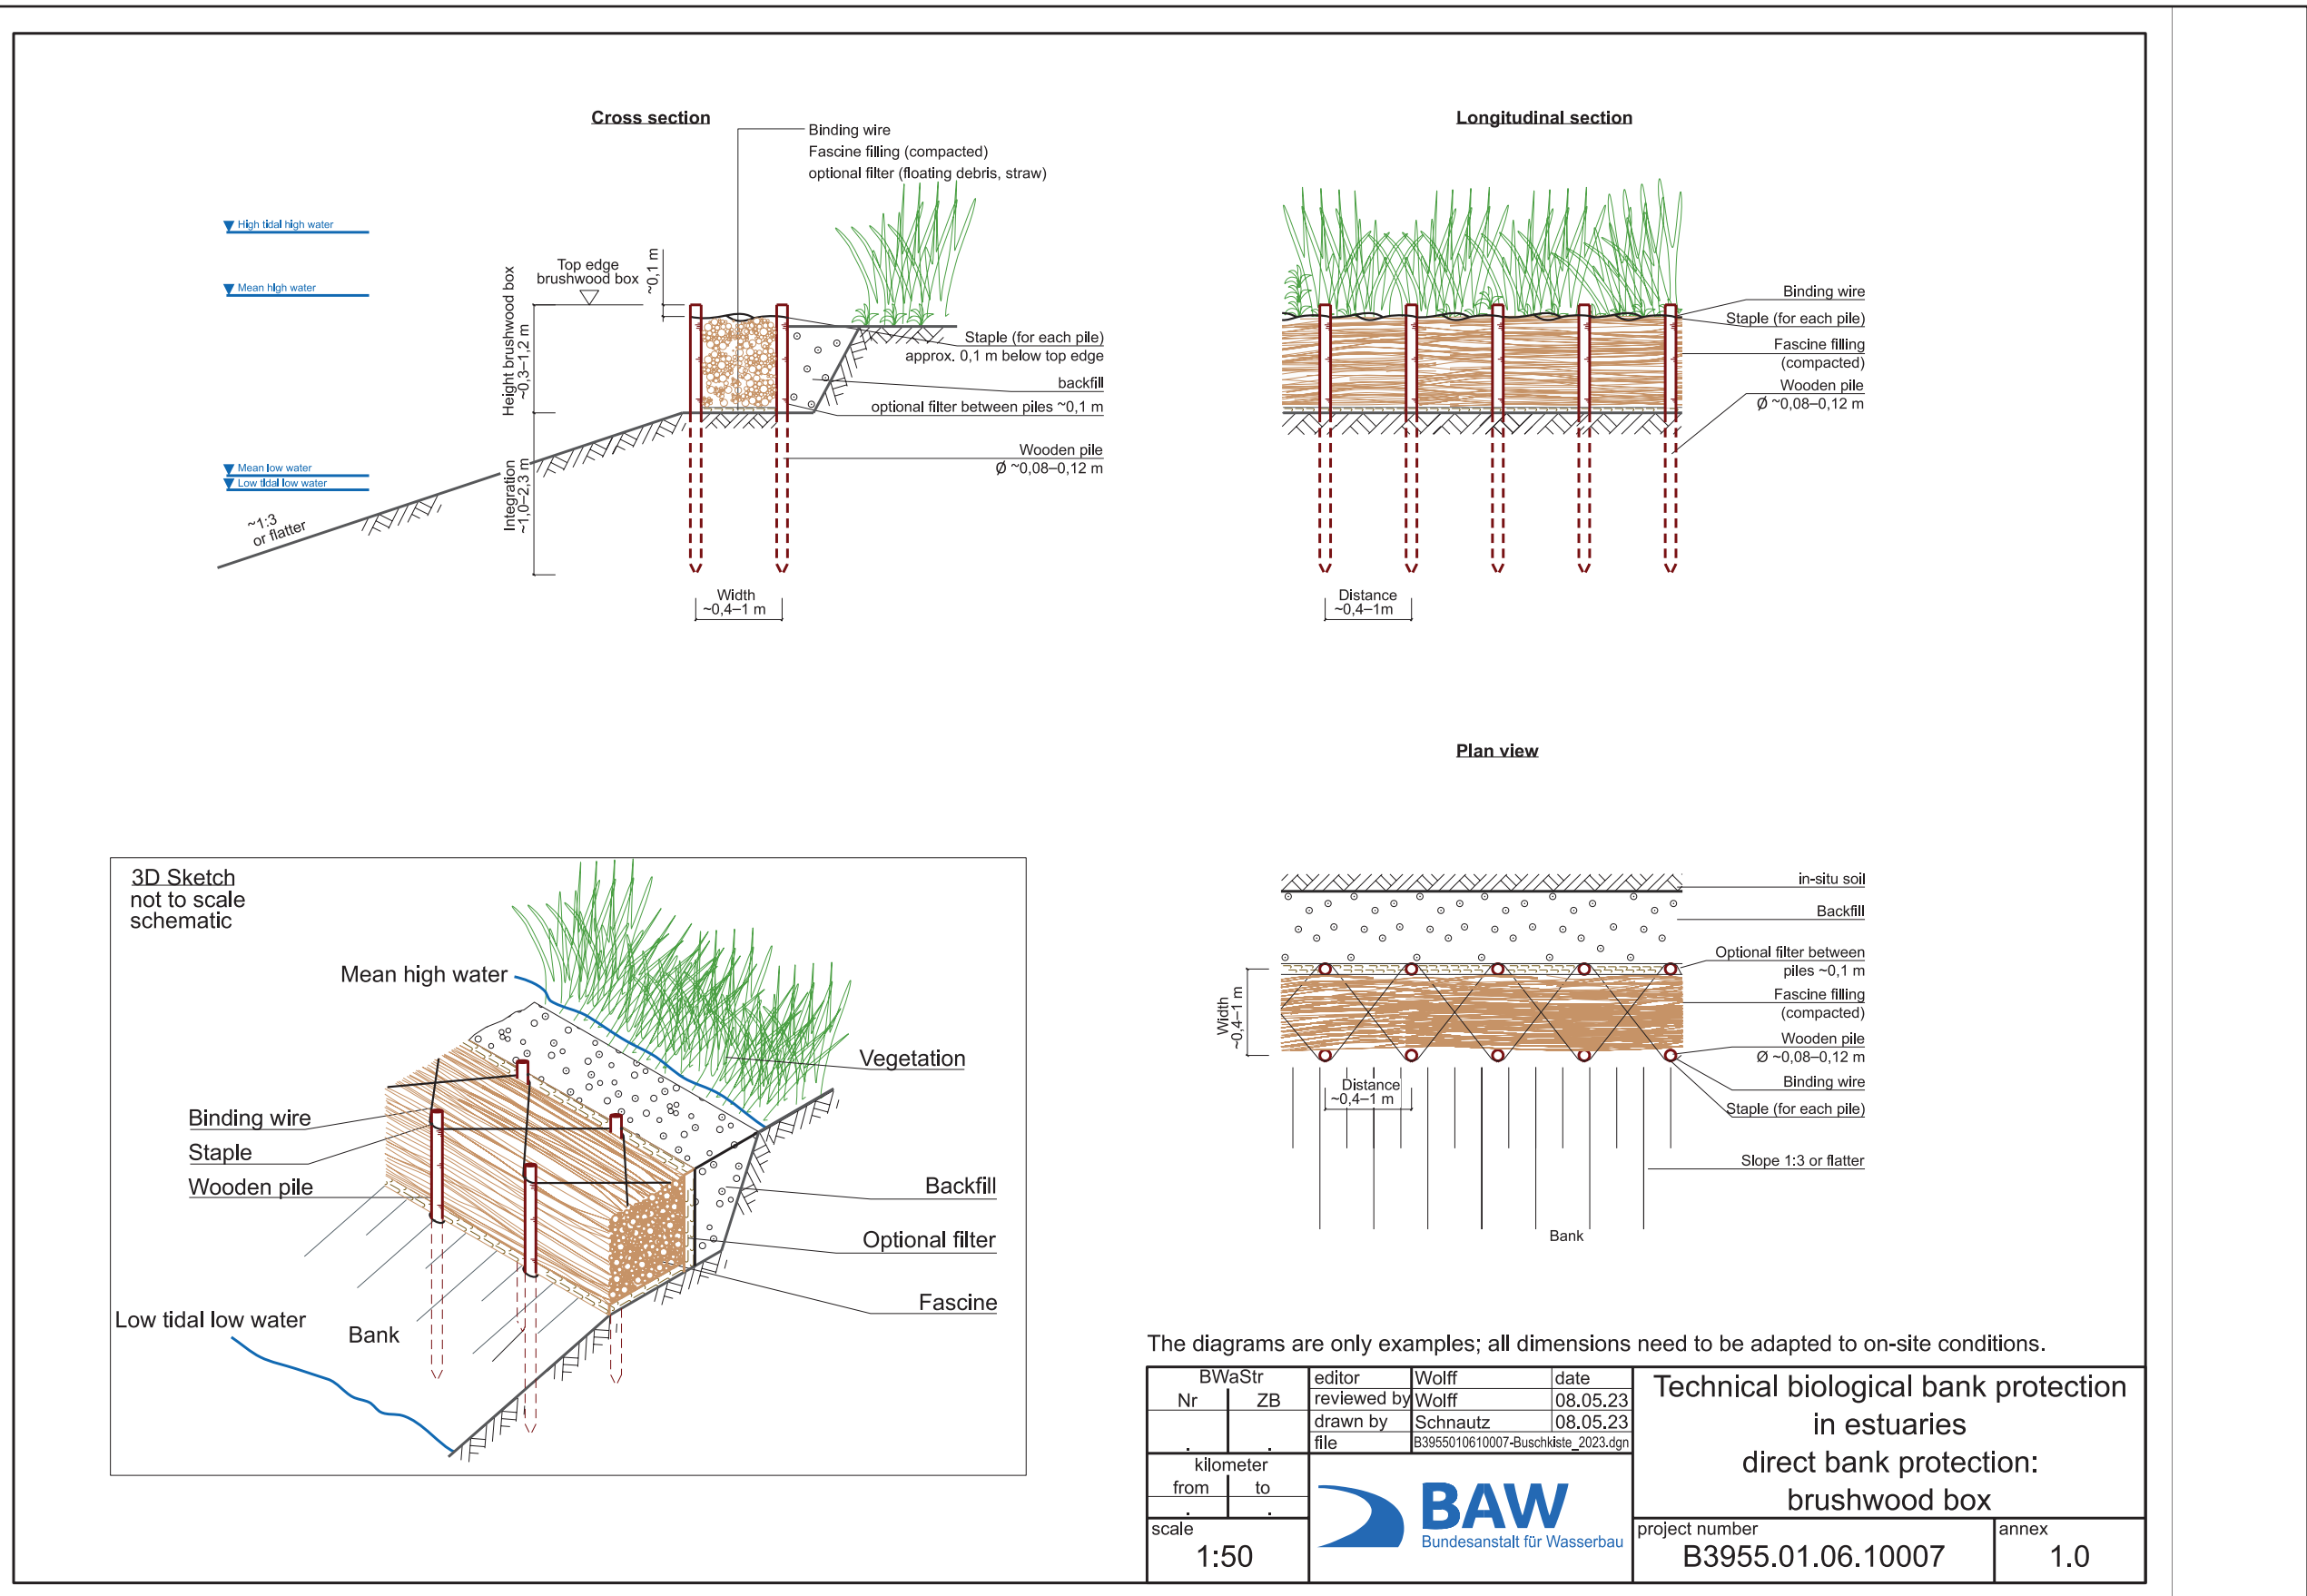 Cross section
Binding wire
Fascine filling (compacted)
optional filter (floating debris, straw)
High tidal high water
Mean high water
Mean low water
Low tidal low water
~1:3
or flatter
Top edge
brushwood box
~0,1 m
Height brushwood box
~0,3–1,2 m
Integration
~1,0–2,3 m
Staple (for each pile)
approx. 0,1 m below top edge
backfill
optional filter between piles ~0,1 m
Wooden pile
Ø ~0,08–0,12 m
Width
~0,4–1 m
Longitudinal section
Binding wire
Staple (for each pile)
Fascine filling
(compacted)
Wooden pile
Ø ~0,08–0,12 m
Distance
~0,4–1m
Plan view
in-situ soil
Backfill
Optional filter between
piles ~0,1 m
Fascine filling
(compacted)
Wooden pile
Ø ~0,08–0,12 m
Binding wire
Staple (for each pile)
Slope 1:3 or flatter
Width
~0,4–1 m
Distance
~0,4–1 m
Bank
3D Sketch
not to scale
schematic
Mean high water
Vegetation
Binding wire
Staple
Wooden pile
Backfill
Optional filter
Fascine
Low tidal low water
Bank
The diagrams are only examples; all dimensions need to be adapted to on-site conditions.
BWaStr
Nr ZB
. .
kilometer
from to
. .
scale
1:50
editor Wolff date
reviewed by Wolff 08.05.23
drawn by Schnautz 08.05.23
file B3955010610007-Buschkiste_2023.dgn
BAW
Bundesanstalt für Wasserbau
Technical biological bank protection
in estuaries
direct bank protection:
brushwood box
project number
B3955.01.06.10007
annex
1.0